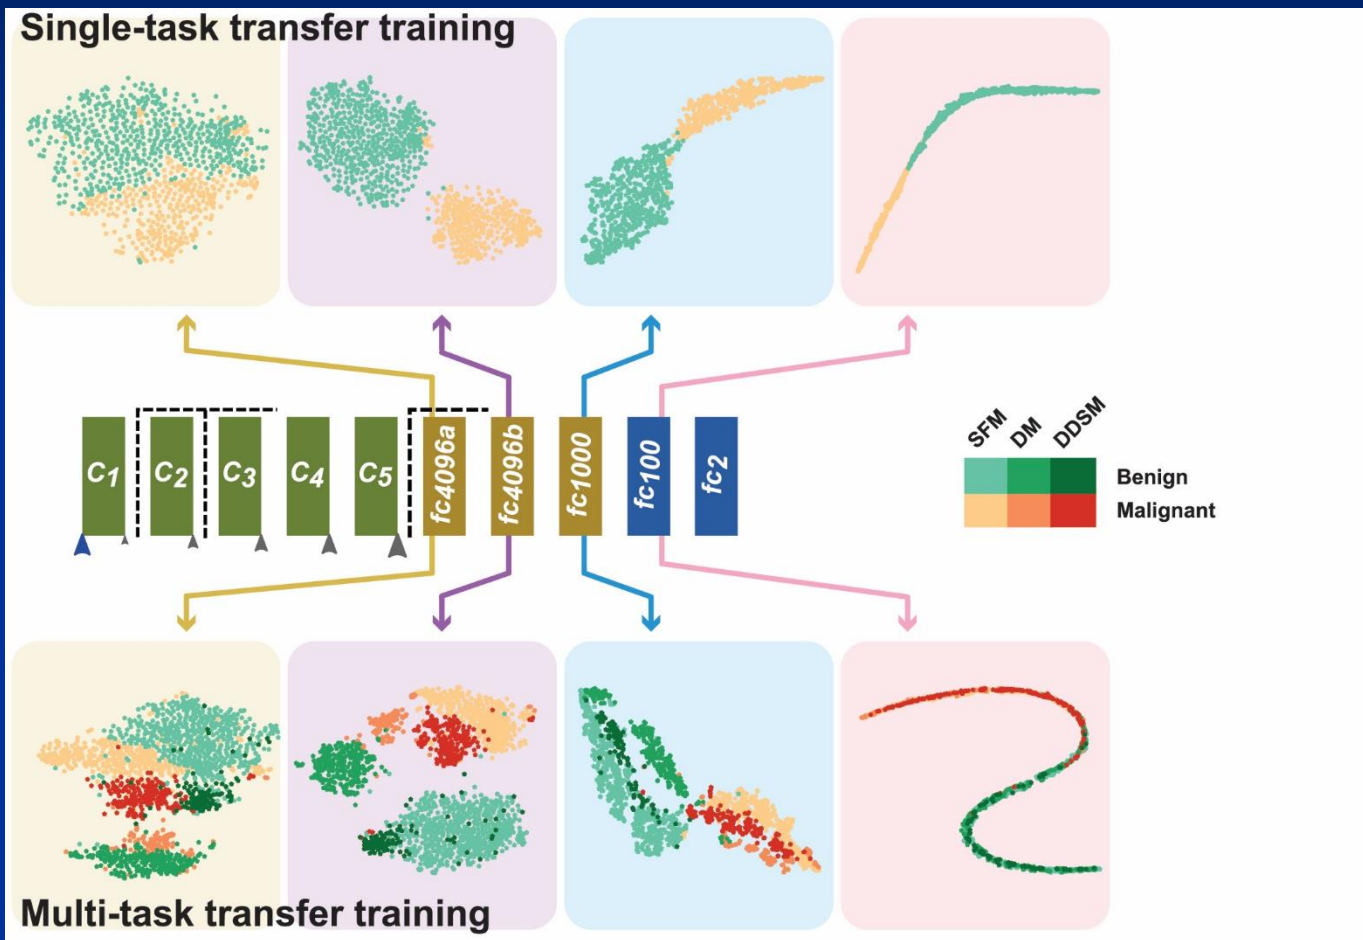 Single-task transfer training
C1 C2 C3 C4 C5 fc4096a fc4096b fc1000 fc100 fc2
SFM DM DDSM
Benign
Malignant
Multi-task transfer training